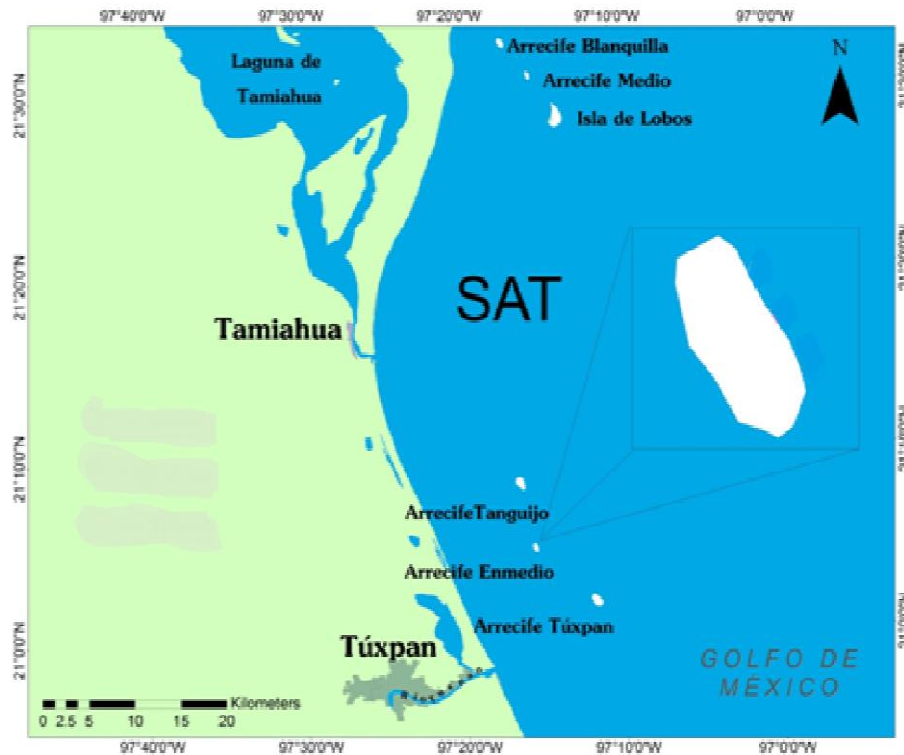 97°40'0"W 97°30'0"W 97°20'0"W 97°10'0"W 97°0'0"W
Laguna de
Tamiahua
Arrecife Blanquilla
Arrecife Medio
Isla de Lobos
N
21°30'0"N
21°20'0"N
SAT
Tamiahua
21°10'0"N
ArrecifeTanguijo
Arrecife Enmedio
Arrecife Túxpan
Túxpan
21°0'0"N
GOLFO DE
MÉXICO
Kilometers
0 2.5 5 10 15 20
97°40'0"W 97°30'0"W 97°20'0"W 97°10'0"W 97°0'0"W